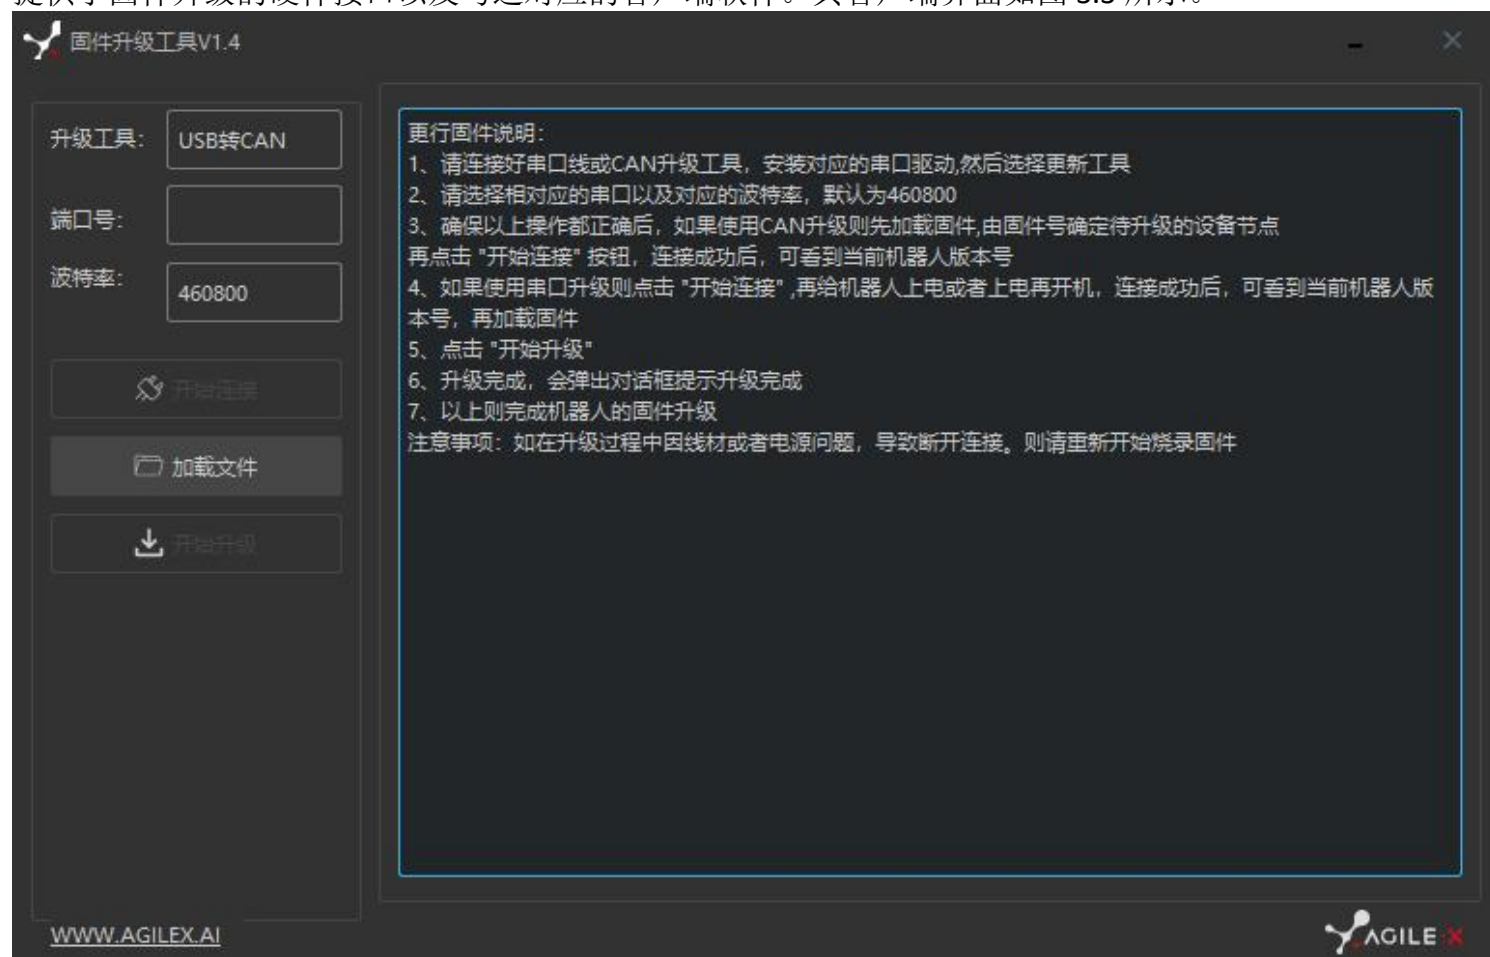 固件升级工具V1.4
升级工具:
USB转CAN
端口号:
波特率:
460800
开始连接
加载文件
开始升级
更行固件说明:
1、请连接好串口线或CAN升级工具，安装对应的串口驱动,然后选择更新工具
2、请选择相对应的串口以及对应的波特率，默认为460800
3、确保以上操作都正确后，如果使用CAN升级则先加载固件,由固件号确定待升级的设备节点
再点击 "开始连接" 按钮，连接成功后，可看到当前机器人版本号
4、如果使用串口升级则点击 "开始连接" ,再给机器人上电或者上电再开机，连接成功后，可看到当前机器人版
本号，再加载固件
5、点击 "开始升级"
6、升级完成，会弹出对话框提示升级完成
7、以上则完成机器人的固件升级
注意事项：如在升级过程中因线材或者电源问题，导致断开连接。则请重新开始烧录固件
WWW.AGILEX.AI
AGILE X